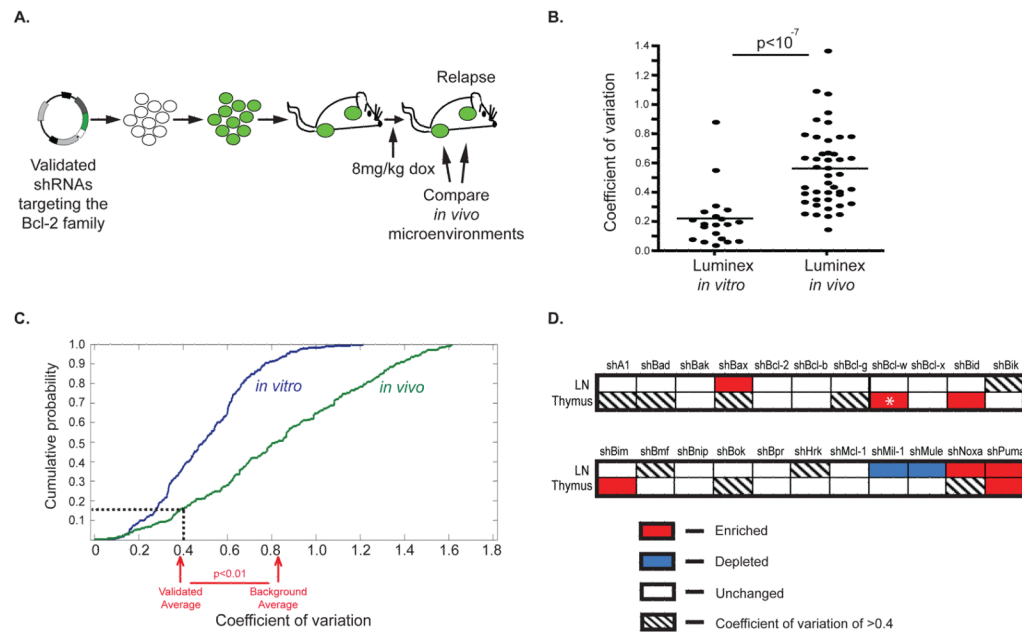 A.
Relapse
8mg/kg dox
Validated
shRNAs
targeting the
Bcl-2 family
Compare
in vivo
microenvironments
B.
p<10⁻⁷
Coefficient of variation
1.4
1.2
1.0
0.8
0.6
0.4
0.2
0.0
Luminex
in vitro
Luminex
in vivo
C.
Cumulative probability
1.0
0.9
0.8
0.7
0.6
0.5
0.4
0.3
0.2
0.1
in vitro
in vivo
0 0.2 0.4 0.6 0.8 1.0 1.2 1.4 1.6 1.8
p<0.01
Validated
Average
Background
Average
Coefficient of variation
D.
shA1 shBad shBak shBax shBcl-2 shBcl-b shBcl-g shBcl-w shBcl-x shBid shBik
LN
Thymus
*
shBim shBmf shBnip shBok shBpr shHrk shMcl-1 shMil-1 shMule shNoxa shPuma
LN
Thymus
Enriched
Depleted
Unchanged
Coefficient of variation of >0.4